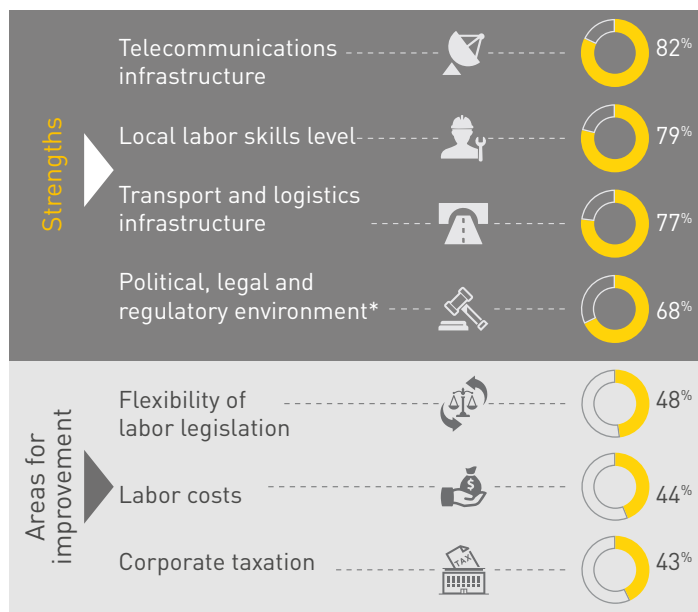 Strengths
Telecommunications
infrastructure
82%
Local labor skills level
79%
Transport and logistics
infrastructure
77%
Political, legal and
regulatory environment*
68%
Areas for
improvement
Flexibility of
labor legislation
48%
Labor costs
$
44%
Corporate taxation
TAX
43%